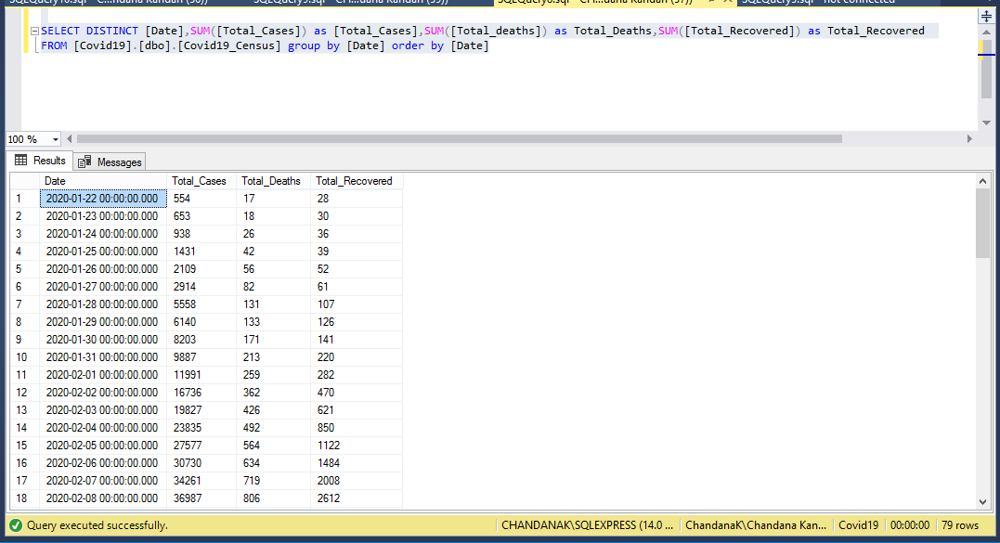 SELECT DISTINCT [Date],SUM([Total_Cases]) as [Total_Cases],SUM([Total_deaths]) as Total_Deaths,SUM([Total_Recovered]) as Total_Recovered
FROM [Covid19].[dbo].[Covid19_Census] group by [Date] order by [Date]
100 %
Results Messages
Date Total_Cases Total_Deaths Total_Recovered
1 2020-01-22 00:00:00.000 554 17 28
2 2020-01-23 00:00:00.000 653 18 30
3 2020-01-24 00:00:00.000 938 26 36
4 2020-01-25 00:00:00.000 1431 42 39
5 2020-01-26 00:00:00.000 2109 56 52
6 2020-01-27 00:00:00.000 2914 82 61
7 2020-01-28 00:00:00.000 5558 131 107
8 2020-01-29 00:00:00.000 6140 133 126
9 2020-01-30 00:00:00.000 8203 171 141
10 2020-01-31 00:00:00.000 9887 213 220
11 2020-02-01 00:00:00.000 11991 259 282
12 2020-02-02 00:00:00.000 16736 362 470
13 2020-02-03 00:00:00.000 19827 426 621
14 2020-02-04 00:00:00.000 23835 492 850
15 2020-02-05 00:00:00.000 27577 564 1122
16 2020-02-06 00:00:00.000 30730 634 1484
17 2020-02-07 00:00:00.000 34261 719 2008
18 2020-02-08 00:00:00.000 36987 806 2612
Query executed successfully. CHANDANAK\SQLEXPRESS (14.0 ... ChandanaK\Chandana Kan... Covid19 00:00:00 79 rows